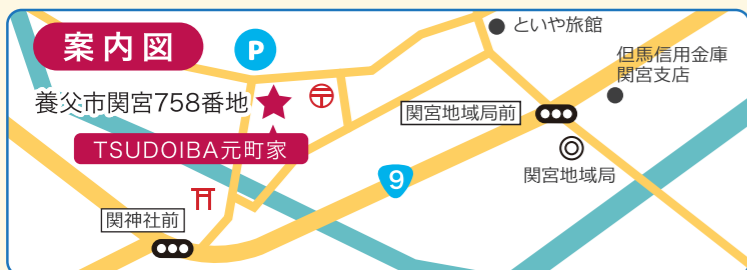 案内図
P
といや旅館
但馬信用金庫
関宮支店
養父市関宮758番地
関宮地域局前
TSUDOIBA元町家
関宮地域局
9
関神社前